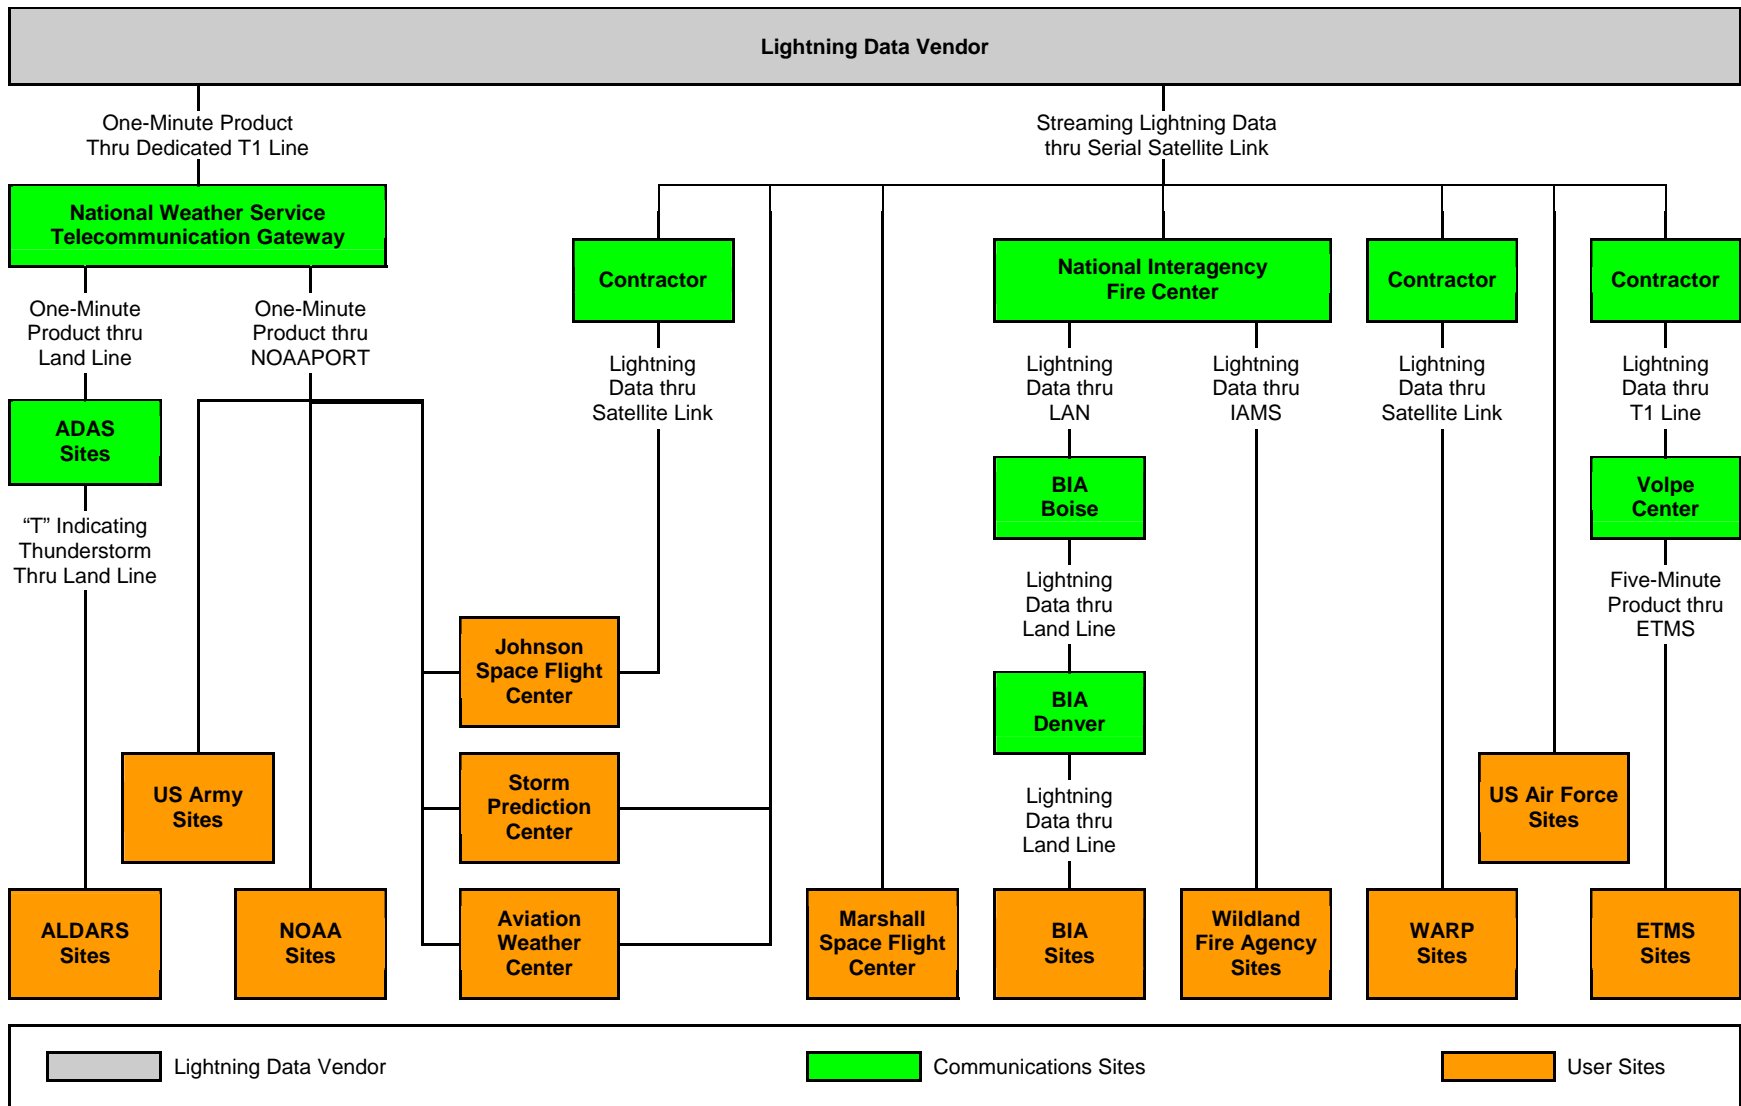 Lightning Data Vendor
One-Minute Product
Thru Dedicated T1 Line
Streaming Lightning Data
thru Serial Satellite Link
National Weather Service
Telecommunication Gateway
Contractor
National Interagency
Fire Center
Contractor
Contractor
One-Minute
Product thru
Land Line
One-Minute
Product thru
NOAAPORT
Lightning
Data thru
Satellite Link
Lightning
Data thru
LAN
Lightning
Data thru
IAMS
Lightning
Data thru
Satellite Link
Lightning
Data thru
T1 Line
ADAS
Sites
BIA
Boise
Volpe
Center
“T” Indicating
Thunderstorm
Thru Land Line
Lightning
Data thru
Land Line
Five-Minute
Product thru
ETMS
Johnson
Space Flight
Center
BIA
Denver
US Army
Sites
Storm
Prediction
Center
Lightning
Data thru
Land Line
US Air Force
Sites
ALDARS
Sites
NOAA
Sites
Aviation
Weather
Center
Marshall
Space Flight
Center
BIA
Sites
Wildland
Fire Agency
Sites
WARP
Sites
ETMS
Sites
Lightning Data Vendor
Communications Sites
User Sites